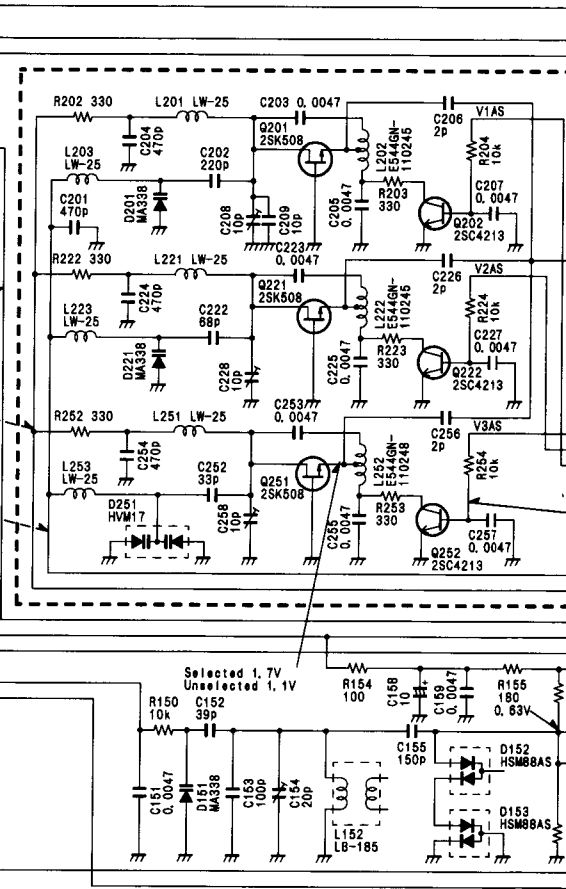 R202 330
L201 LW-25
C203 0.0047
C204
470p
Q201
2SK508
L202
E544GN-
110245
C206
2p
V1AS
R204
10k
L203
LW-25
C202
220p
C201
470p
D201
MA338
C208
10p
C209
10p
C205
0.0047
R203
330
C207
0.0047
Q202
2SC4213
R222 330
L221 LW-25
C223
0.0047
C224
470p
Q221
2SK508
L222
E544GN-
110245
C226
2p
V2AS
R224
10k
L223
LW-25
C222
68p
D221
MA338
C228
10p
C225
0.0047
R223
330
C227
0.0047
Q222
2SC4213
R252 330
L251 LW-25
C253
0.0047
C254
470p
Q251
2SK508
L252
E544GN-
110248
C256
2p
V3AS
R254
10k
L253
LW-25
C252
33p
D251
HVM17
C258
10p
C255
0.0047
R253
330
C257
0.0047
Q252
2SC4213
Selected 1.7V
Unselected 1.1V
R154
100
C158
10
+
C159
0.0047
R155
180
0.63V
R150
10k
C152
39p
C151
0.0047
D151
MA338
C153
100p
C154
20p
L152
LB-185
C155
150p
D152
HSM88AS
D153
HSM88AS